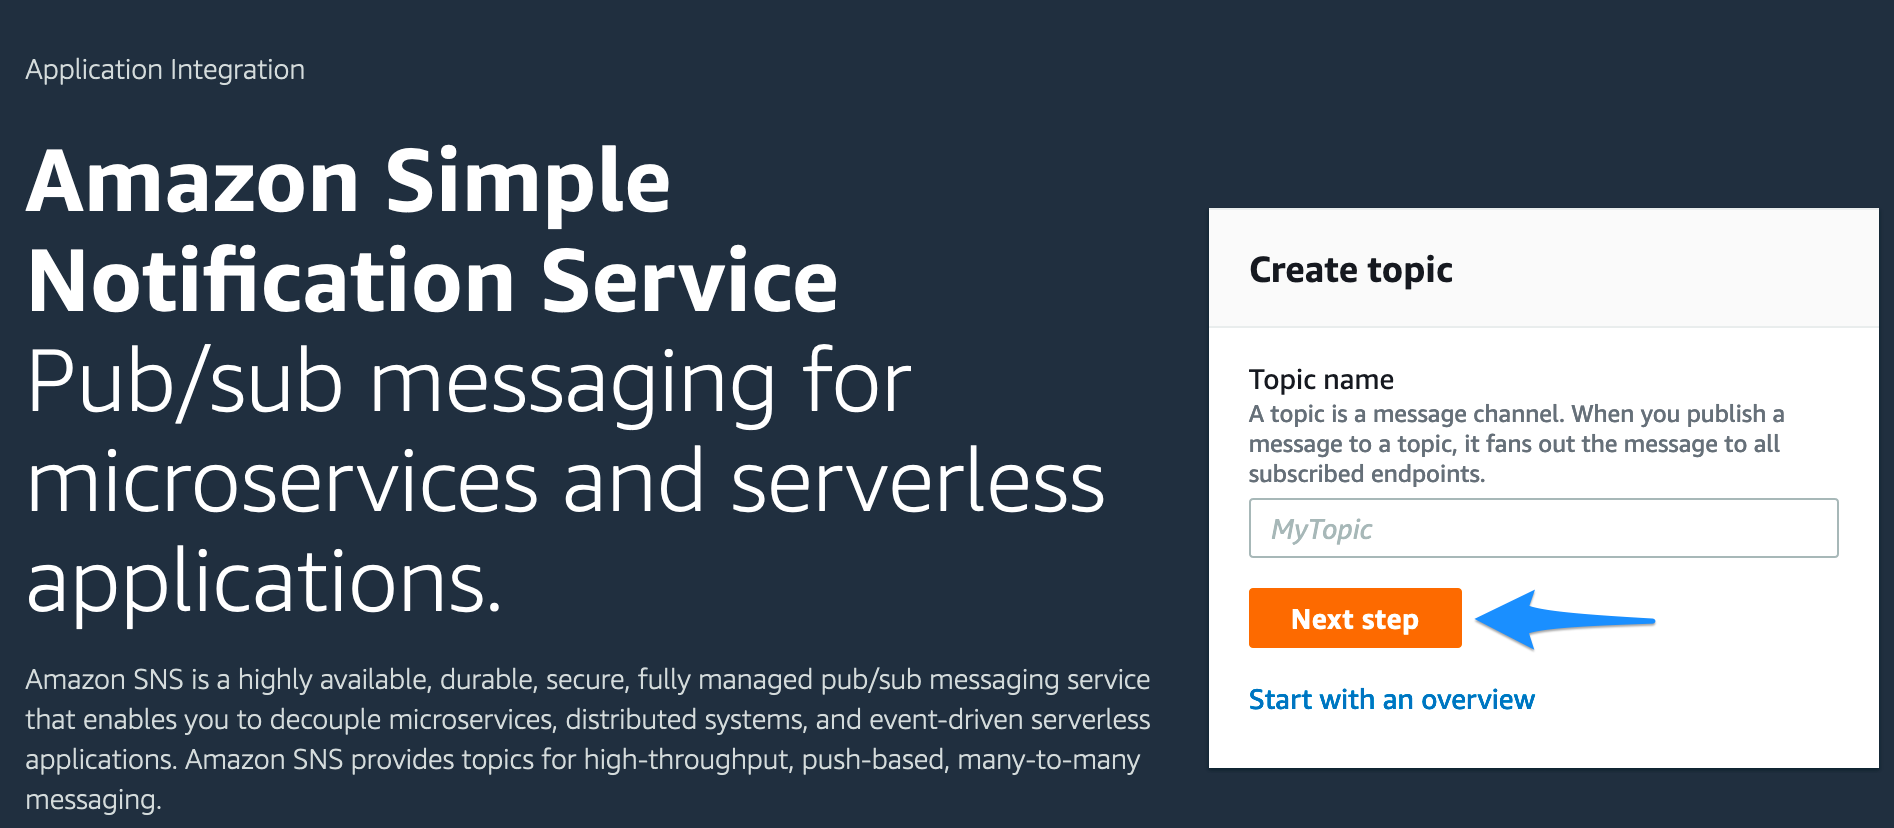 Application Integration
Amazon Simple
Notification Service
Pub/sub messaging for
microservices and serverless
applications.
Amazon SNS is a highly available, durable, secure, fully managed pub/sub messaging service
that enables you to decouple microservices, distributed systems, and event-driven serverless
applications. Amazon SNS provides topics for high-throughput, push-based, many-to-many
messaging.
Create topic
Topic name
A topic is a message channel. When you publish a
message to a topic, it fans out the message to all
subscribed endpoints.
MyTopic
Next step
Start with an overview